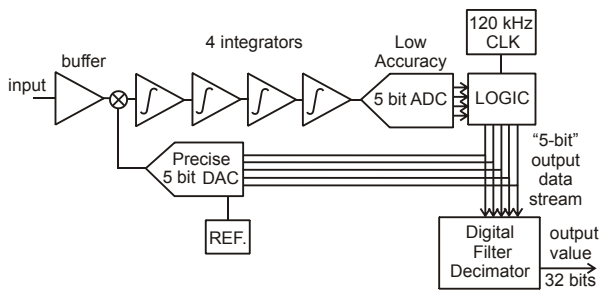 120 kHz
CLK
4 integrators
Low
Accuracy
buffer
input
5 bit ADC
LOGIC
"5-bit"
output
data
stream
Precise
5 bit DAC
REF.
Digital
Filter
Decimator
output
value
32 bits